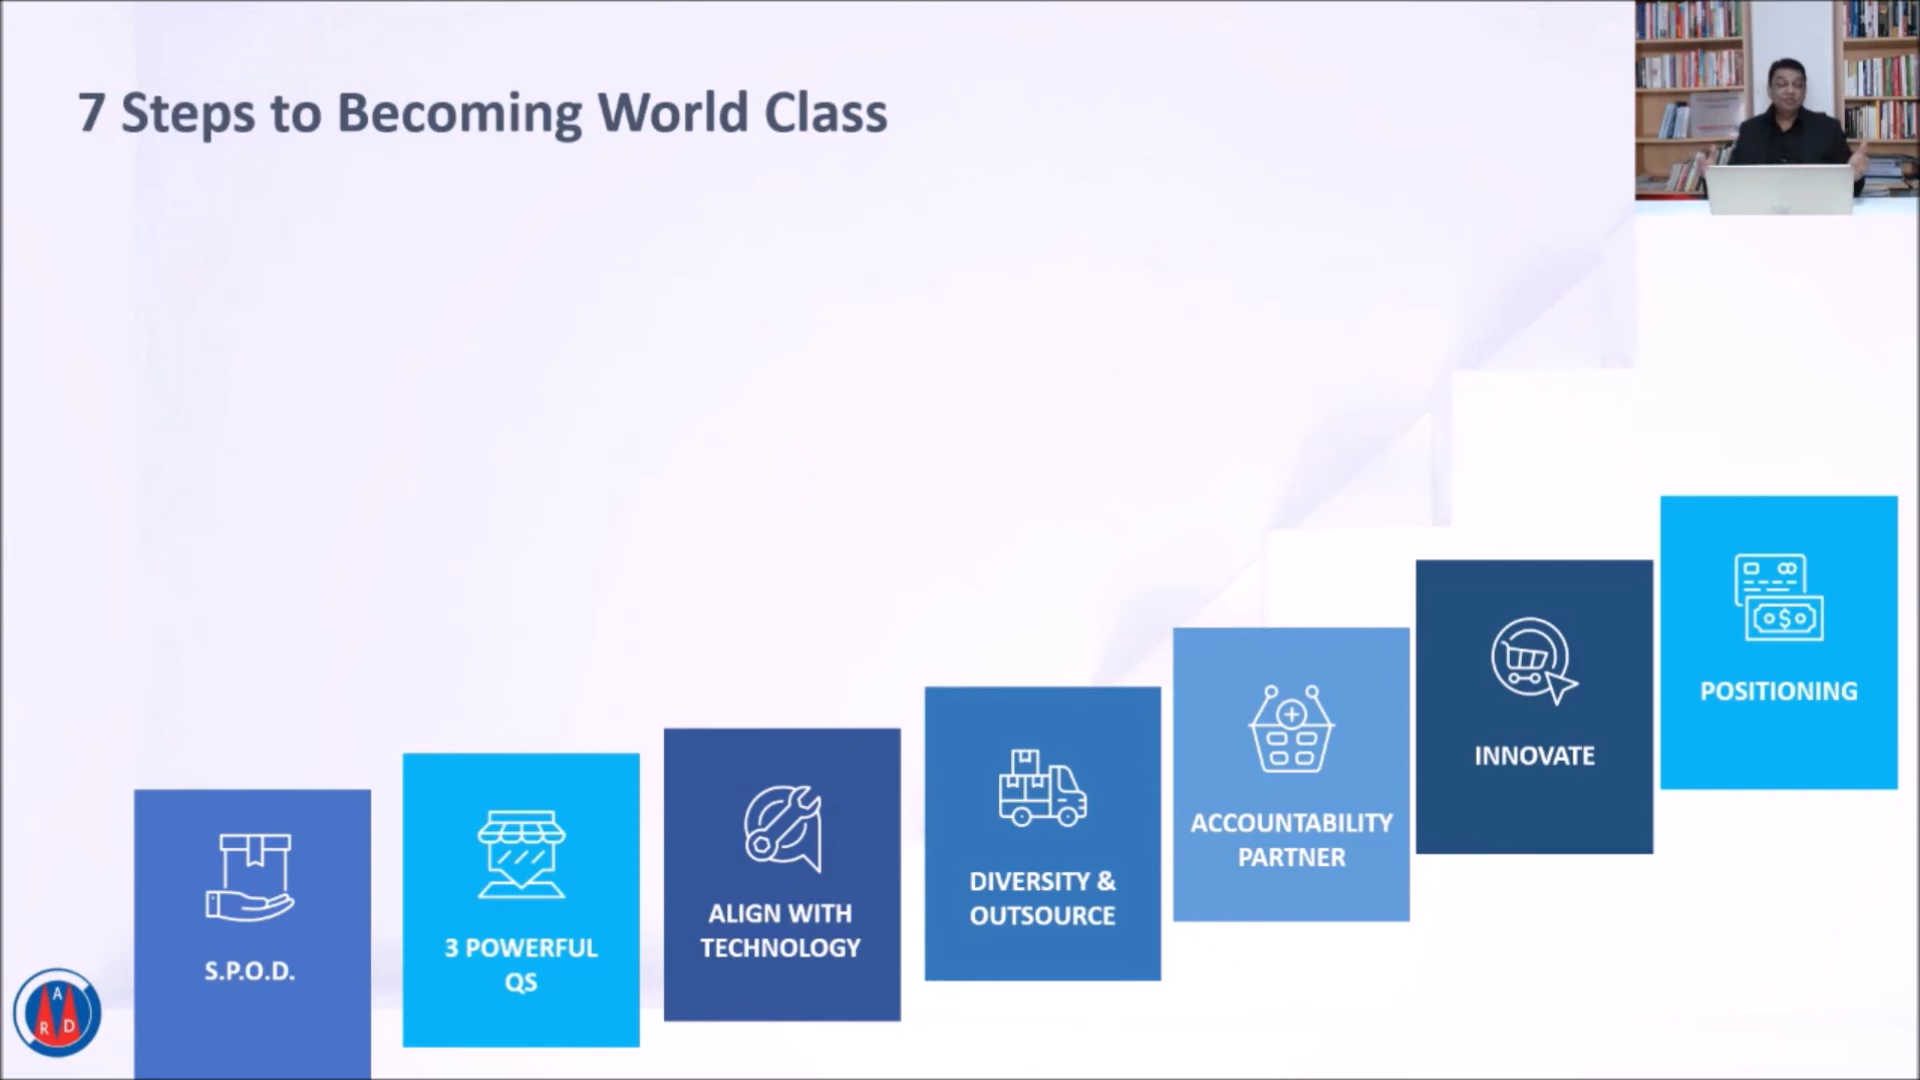 7 Steps to Becoming World Class
S.P.O.D.
3 POWERFUL
QS
ALIGN WITH
TECHNOLOGY
DIVERSITY &
OUTSOURCE
ACCOUNTABILITY
PARTNER
INNOVATE
POSITIONING
A
R D